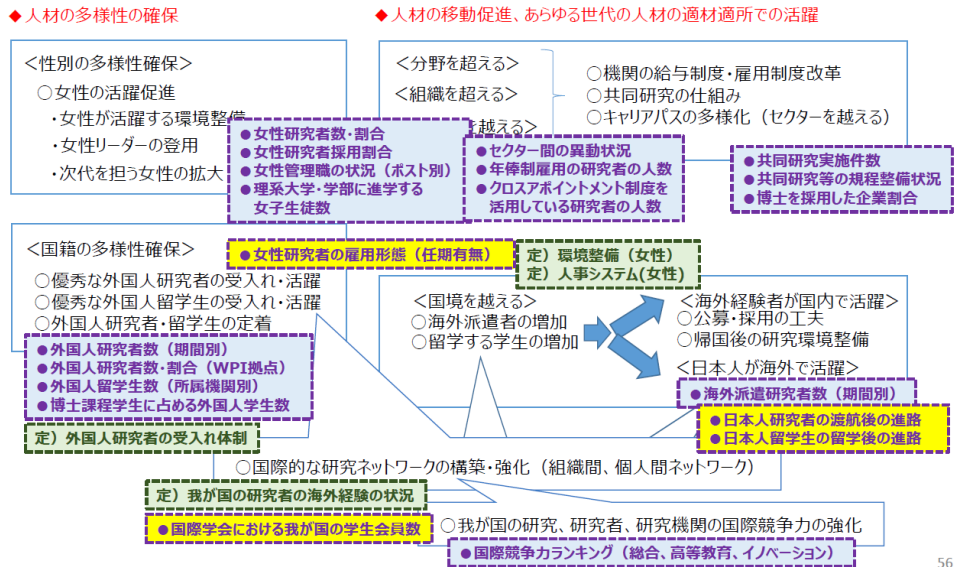 ◆人材の多様性の確保
◆人材の移動促進、あらゆる世代の人材の適材適所での活躍
＜性別の多様性確保＞
○女性の活躍促進
・女性が活躍する環境整備
・女性リーダーの登用
・次代を担う女性の拡大
●女性研究者数・割合
●女性研究者採用割合
●女性管理職の状況（ポスト別）
●理系大学・学部に進学する
女子生徒数
＜分野を超える＞
＜組織を超える＞
を越える＞
○機関の給与制度・雇用制度改革
○共同研究の仕組み
○キャリアパスの多様化（セクターを越える）
●セクター間の異動状況
●年俸制雇用の研究者の人数
●クロスアポイントメント制度を
活用している研究者の人数
●共同研究実施件数
●共同研究等の規程整備状況
●博士を採用した企業割合
＜国籍の多様性確保＞
○優秀な外国人研究者の受入れ・活躍
○優秀な外国人留学生の受入れ・活躍
○外国人研究者・留学生の定着
●女性研究者の雇用形態（任期有無）
定）環境整備（女性）
定）人事システム(女性)
●外国人研究者数（期間別）
●外国人研究者数・割合（WPI拠点）
●外国人留学生数（所属機関別）
●博士課程学生に占める外国人学生数
定）外国人研究者の受入れ体制
＜国境を越える＞
○海外派遣者の増加
○留学する学生の増加
＜海外経験者が国内で活躍＞
○公募・採用の工夫
○帰国後の研究環境整備
＜日本人が海外で活躍＞
●海外派遣研究者数（期間別）
●日本人研究者の渡航後の進路
●日本人留学生の留学後の進路
○国際的な研究ネットワークの構築・強化（組織間、個人間ネットワーク）
定）我が国の研究者の海外経験の状況
●国際学会における我が国の学生会員数
○我が国の研究、研究者、研究機関の国際競争力の強化
●国際競争力ランキング（総合、高等教育、イノベーション）
56